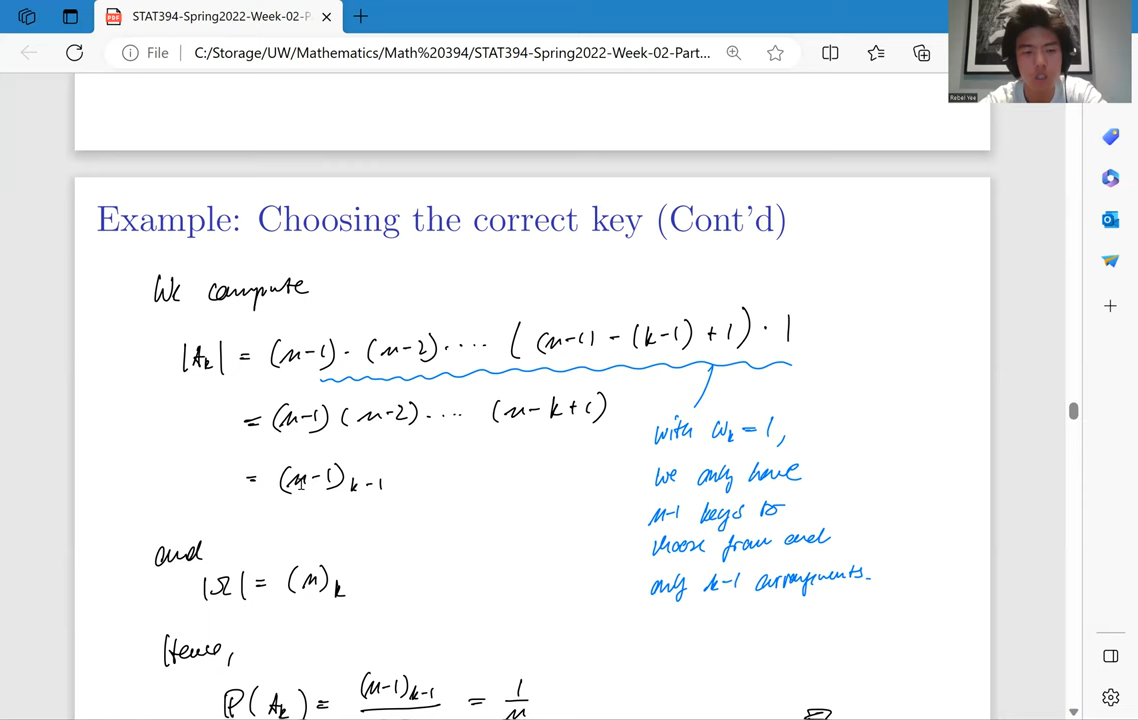 STAT394-Spring2022-Week-02-P
File
C:/Storage/UW/Mathematics/Math%20394/STAT394-Spring2022-Week-02-Part...
Rebel Yee
Example: Choosing the correct key (Cont'd)
We compute
|A_k| = (n-1) · (n-2) · ... ((n-1) - (k-1) + 1) · 1
= (n-1)(n-2) .... (n-k+1)
= (n-1)_{k-1}
with ω_k = 1,
we only have
n-1 keys to
choose from and
only k-1 arrangements.
and
|Ω| = (n)_k
Hence,
P(A_k) = (n-1)_{k-1} = 1/n